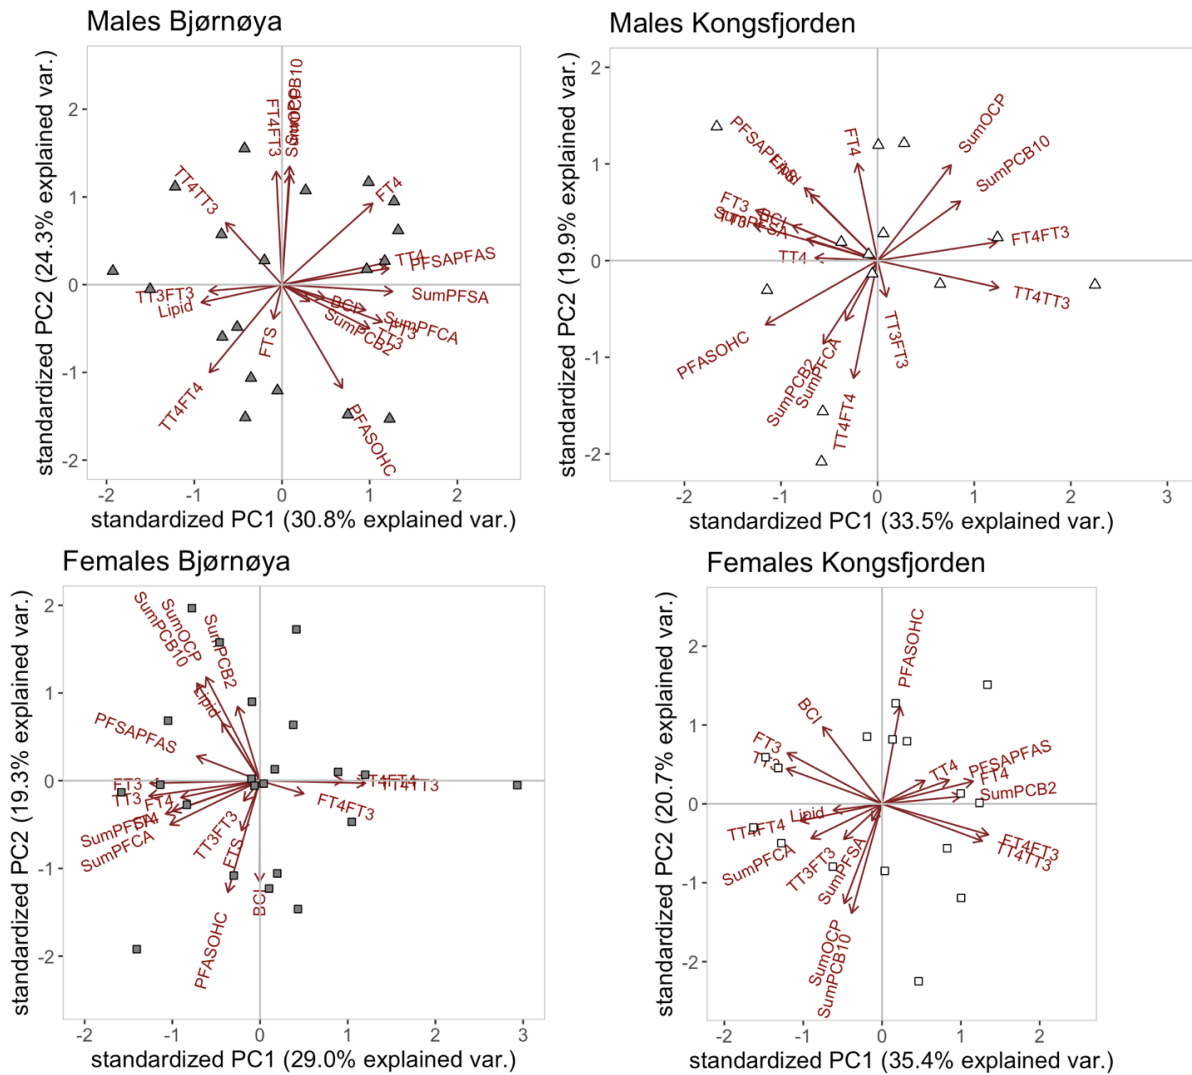 Males Bjørnøya
standardized PC2 (24.3% explained var.)
2
1
0
-1
-2
FT4FT3
SumOCP
SumPCB10
TT4TT3
FT4
TT4
PFSAPFAS
SumPFSA
TT3FT3
Lipid
BCI
SumPFCA
FT3
TT3
SumPCB2
FTS
TT4FT4
PFASOHC
-2 -1 0 1 2
standardized PC1 (30.8% explained var.)
Males Kongsfjorden
standardized PC2 (19.9% explained var.)
2
1
0
-1
-2
PFSAPFAS
Lipid
FT4
SumOCP
SumPCB10
FT3
BCI
SumPFSA
TT3
TT4
FT4FT3
TT4TT3
PFASOHC
TT3FT3
SumPCB2
SumPFCA
TT4FT4
-2 -1 0 1 2 3
standardized PC1 (33.5% explained var.)
Females Bjørnøya
standardized PC2 (19.3% explained var.)
2
1
0
-1
-2
SumPCB10
SumOCP
SumPCB2
Lipid
PFSAPFAS
FT3
TT3
FT4
TT4
SumPFSA
SumPFCA
TT4FT4
TT4TT3
FT4FT3
TT3FT3
FTS
BCI
PFASOHC
-2 -1 0 1 2 3
standardized PC1 (29.0% explained var.)
Females Kongsfjorden
standardized PC2 (20.7% explained var.)
2
1
0
-1
-2
PFASOHC
BCI
FT3
TT3
TT4
PFSAPFAS
FT4
SumPCB2
Lipid
TT4FT4
SumPFCA
TT3FT3
SumPFSA
FT4FT3
TT4TT3
SumOCP
SumPCB10
-2 -1 0 1 2
standardized PC1 (35.4% explained var.)